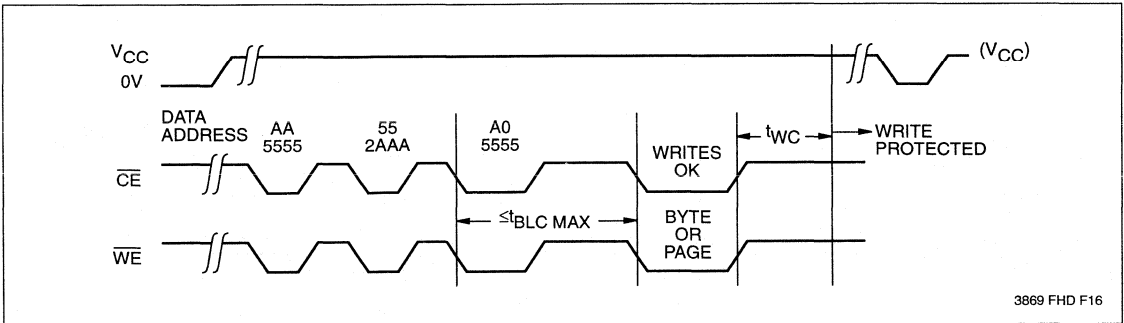 VCC
0V
(VCC)
DATA
ADDRESS
AA
5555
55
2AAA
A0
5555
WRITES
OK
tWC
WRITE
PROTECTED
CE
≤tBLC MAX
BYTE
OR
PAGE
WE
3869 FHD F16